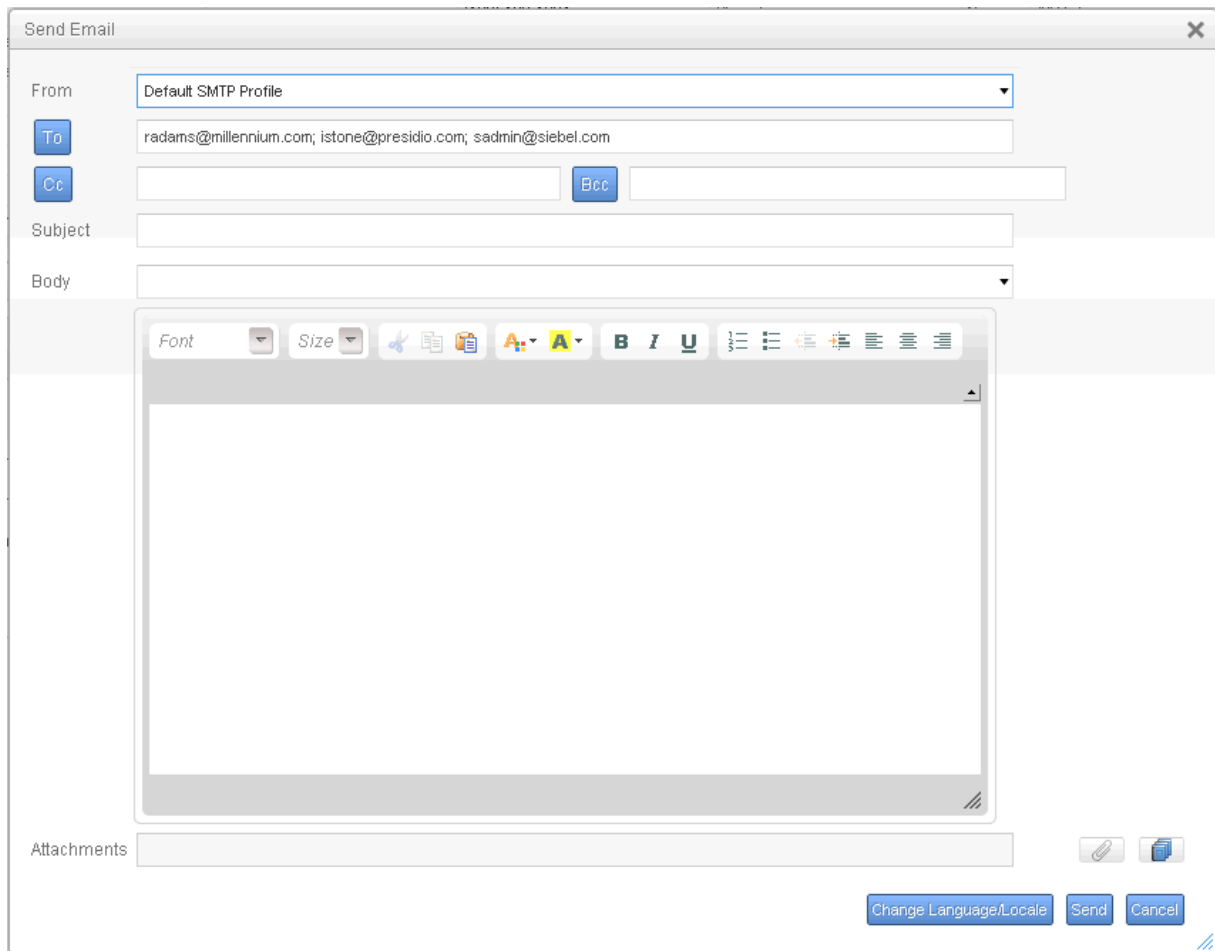 Send Email
From
Default SMTP Profile
To
radams@millennium.com; istone@presidio.com; sadmin@siebel.com
Cc
Bcc
Subject
Body
Font Size A A B I U
Attachments
Change Language/Locale Send Cancel